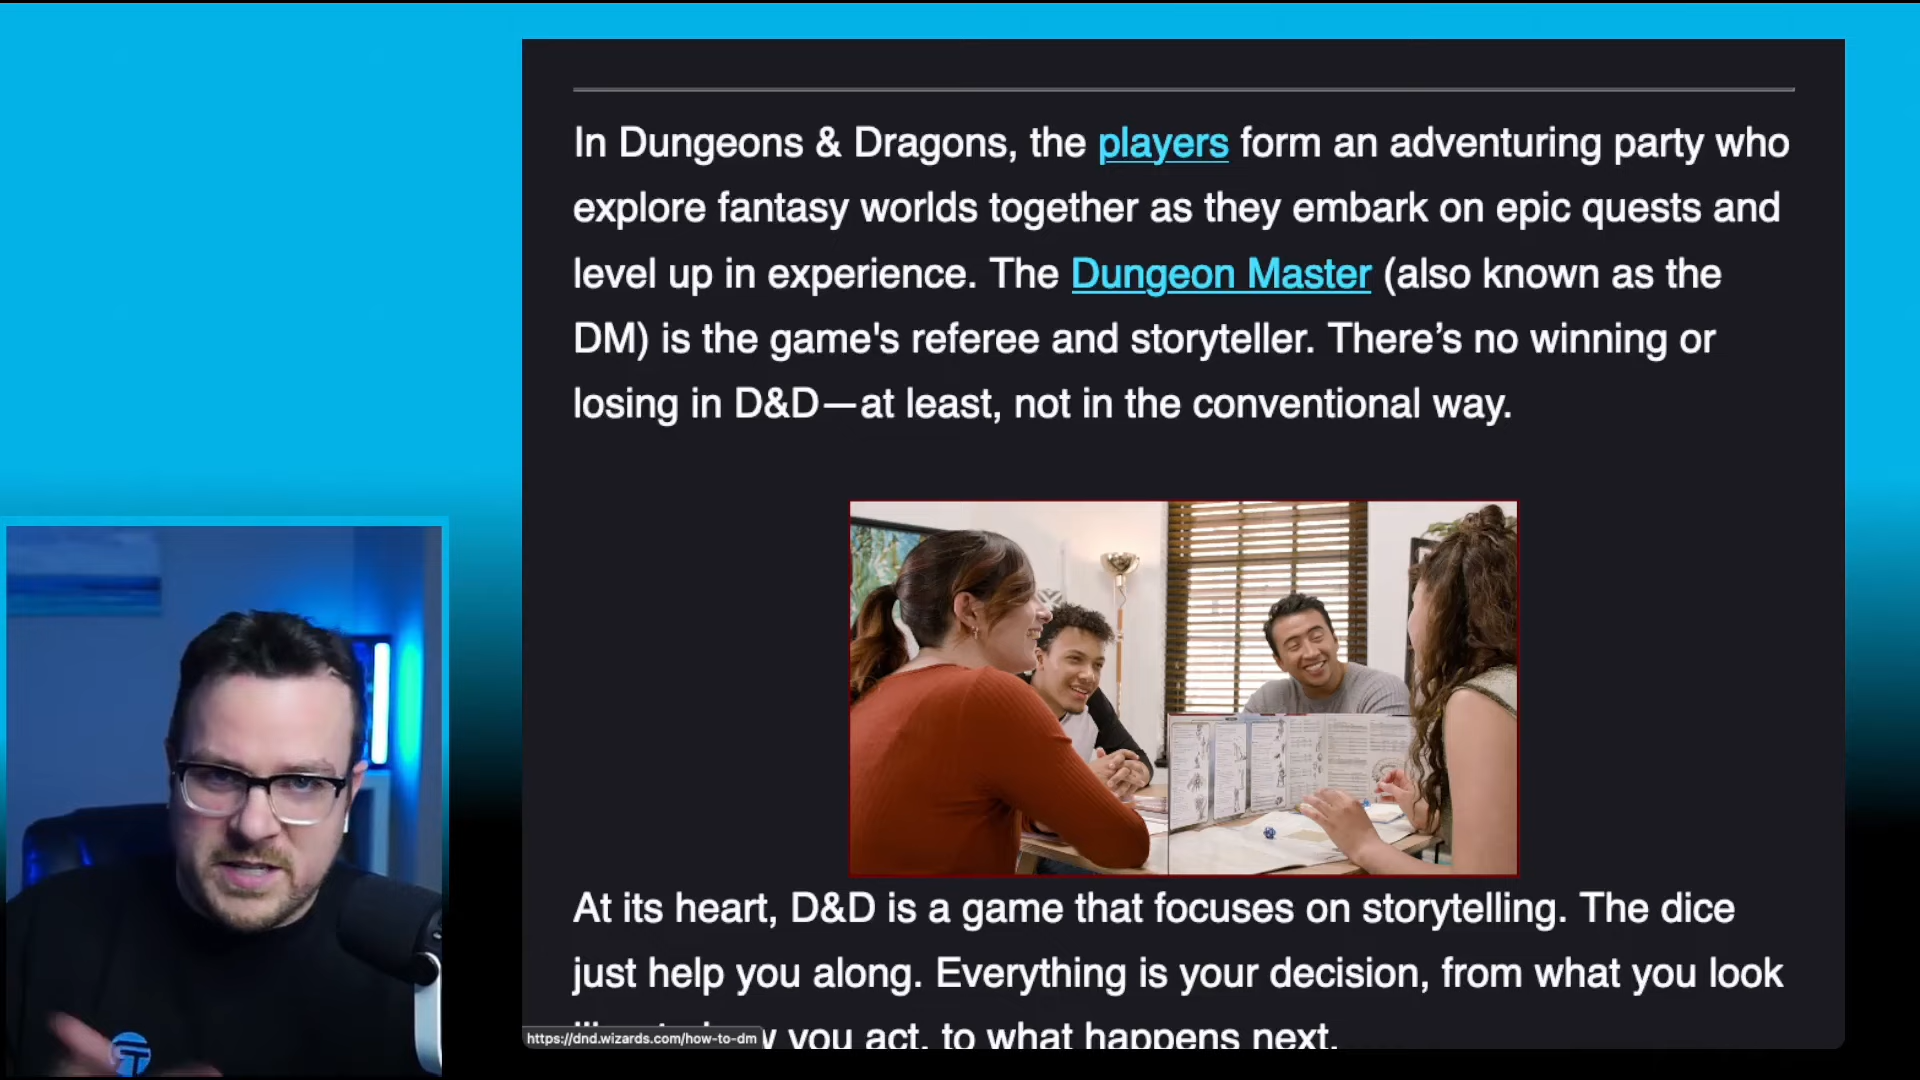 In Dungeons & Dragons, the players form an adventuring party who
explore fantasy worlds together as they embark on epic quests and
level up in experience. The Dungeon Master (also known as the
DM) is the game's referee and storyteller. There’s no winning or
losing in D&D—at least, not in the conventional way.
At its heart, D&D is a game that focuses on storytelling. The dice
just help you along. Everything is your decision, from what you look
you act, to what happens next.
https://dnd.wizards.com/how-to-dm